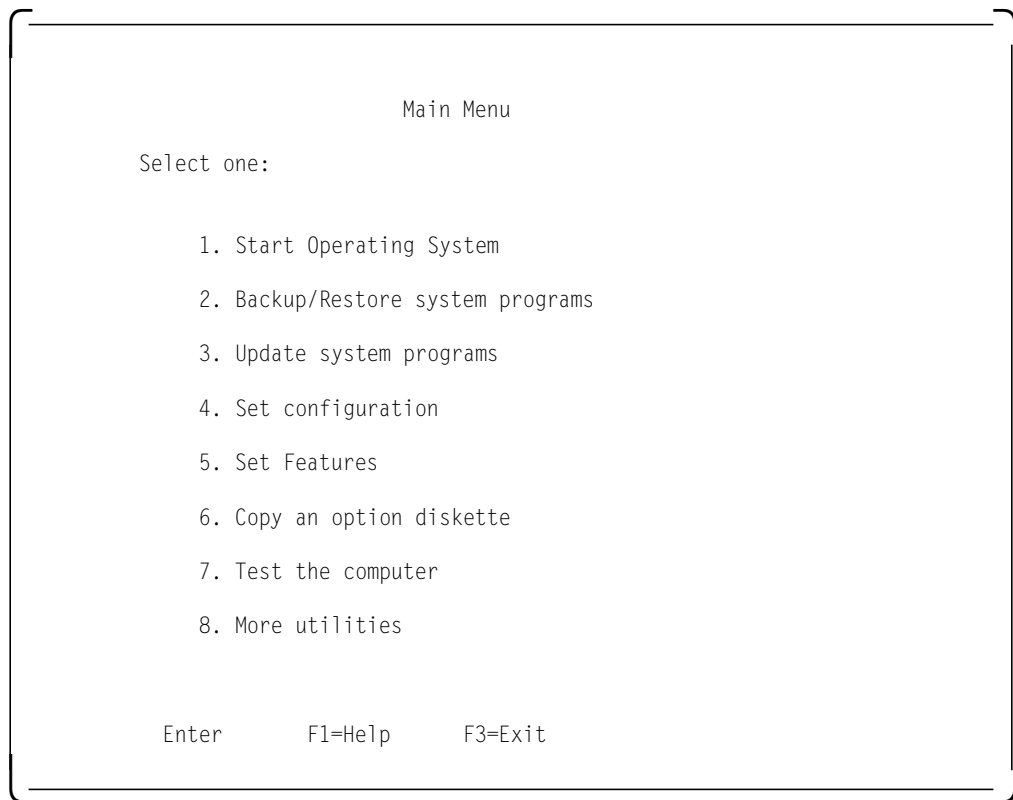 Main Menu
Select one:
1. Start Operating System
2. Backup/Restore system programs
3. Update system programs
4. Set configuration
5. Set Features
6. Copy an option diskette
7. Test the computer
8. More utilities
Enter F1=Help F3=Exit